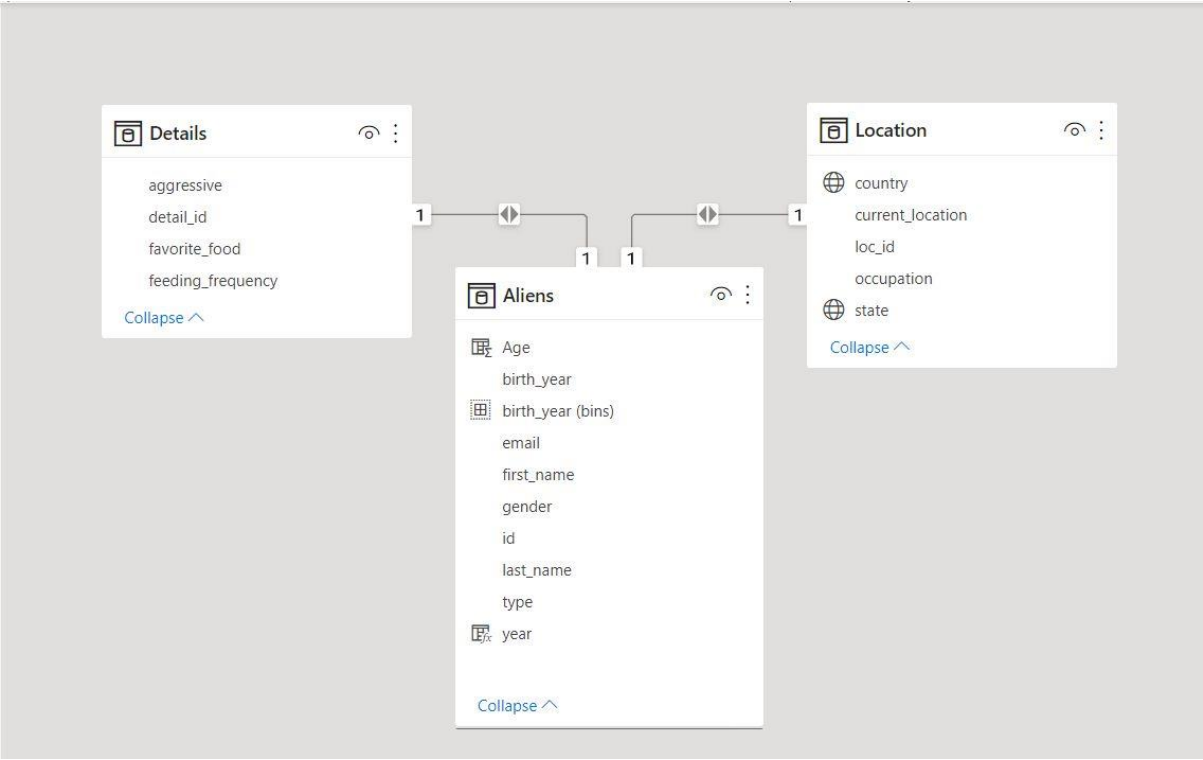 Details
aggressive
detail_id
favorite_food
feeding_frequency
Collapse
1
1
Location
country
current_location
loc_id
occupation
state
Collapse
1
1
Aliens
Age
birth_year
birth_year (bins)
email
first_name
gender
id
last_name
type
year
Collapse